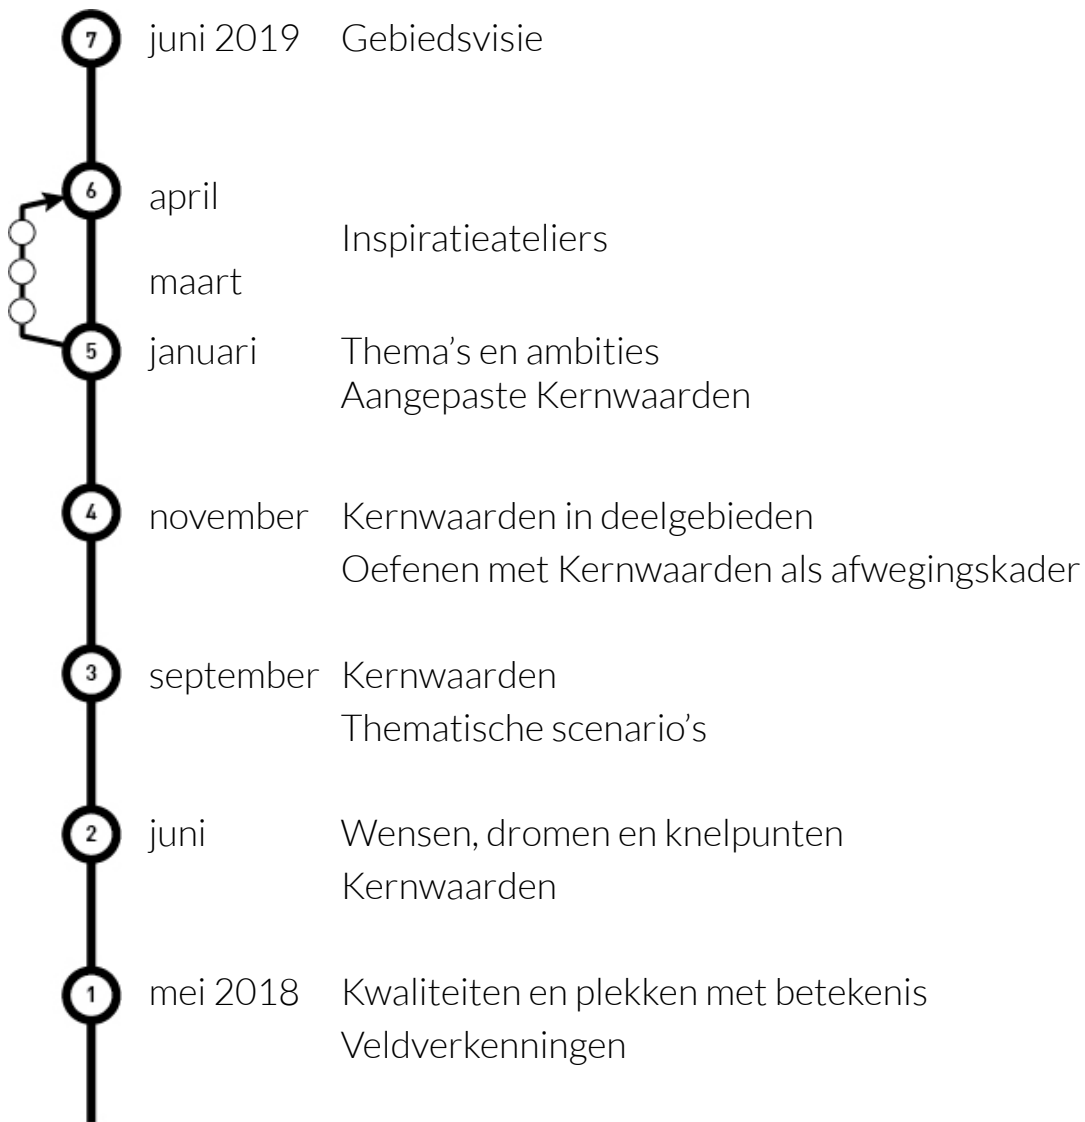 7 juni 2019 Gebiedsvisie
6 april
Inspiratieateliers
maart
5 januari Thema’s en ambities
Aangepaste Kernwaarden
4 november Kernwaarden in deelgebieden
Oefenen met Kernwaarden als afwegingskader
3 september Kernwaarden
Thematische scenario’s
2 juni Wensen, dromen en knelpunten
Kernwaarden
1 mei 2018 Kwaliteiten en plekken met betekenis
Veldverkenningen